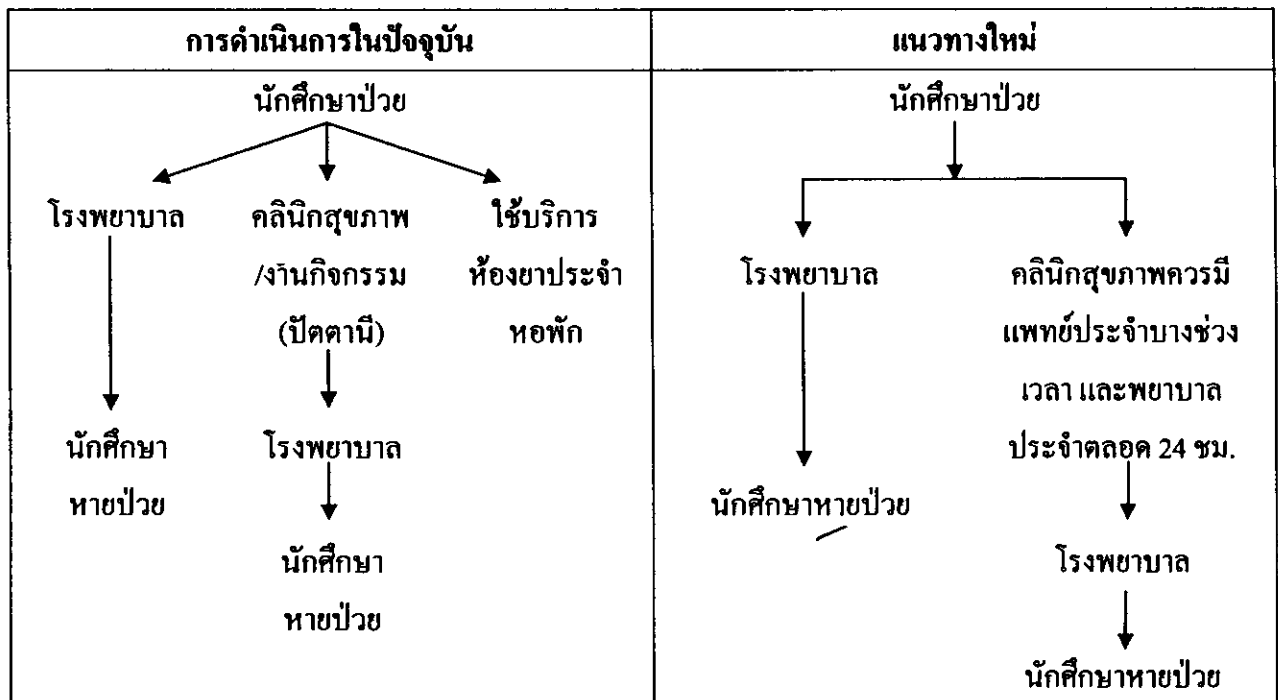 การดำเนินการในปัจจุบัน
นักศึกษาป่วย
โรงพยาบาล
คลินิกสุขภาพ
/งานกิจกรรม
(ปัตตานี)
ใช้บริการ
ห้องยาประจำ
หอพัก
นักศึกษา
หายป่วย
โรงพยาบาล
นักศึกษา
หายป่วย
แนวทางใหม่
นักศึกษาป่วย
โรงพยาบาล
คลินิกสุขภาพควรมี
แพทย์ประจำบางช่วง
เวลา และพยาบาล
ประจำตลอด 24 ชม.
นักศึกษาหายป่วย
โรงพยาบาล
นักศึกษาหายป่วย